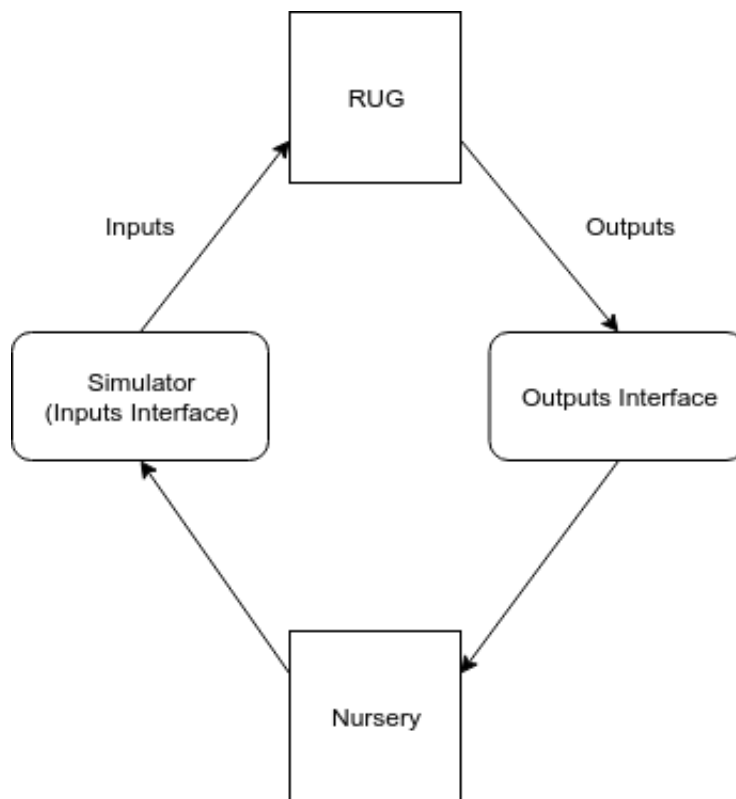 RUG
Inputs
Outputs
Simulator
(Inputs Interface)
Outputs Interface
Nursery